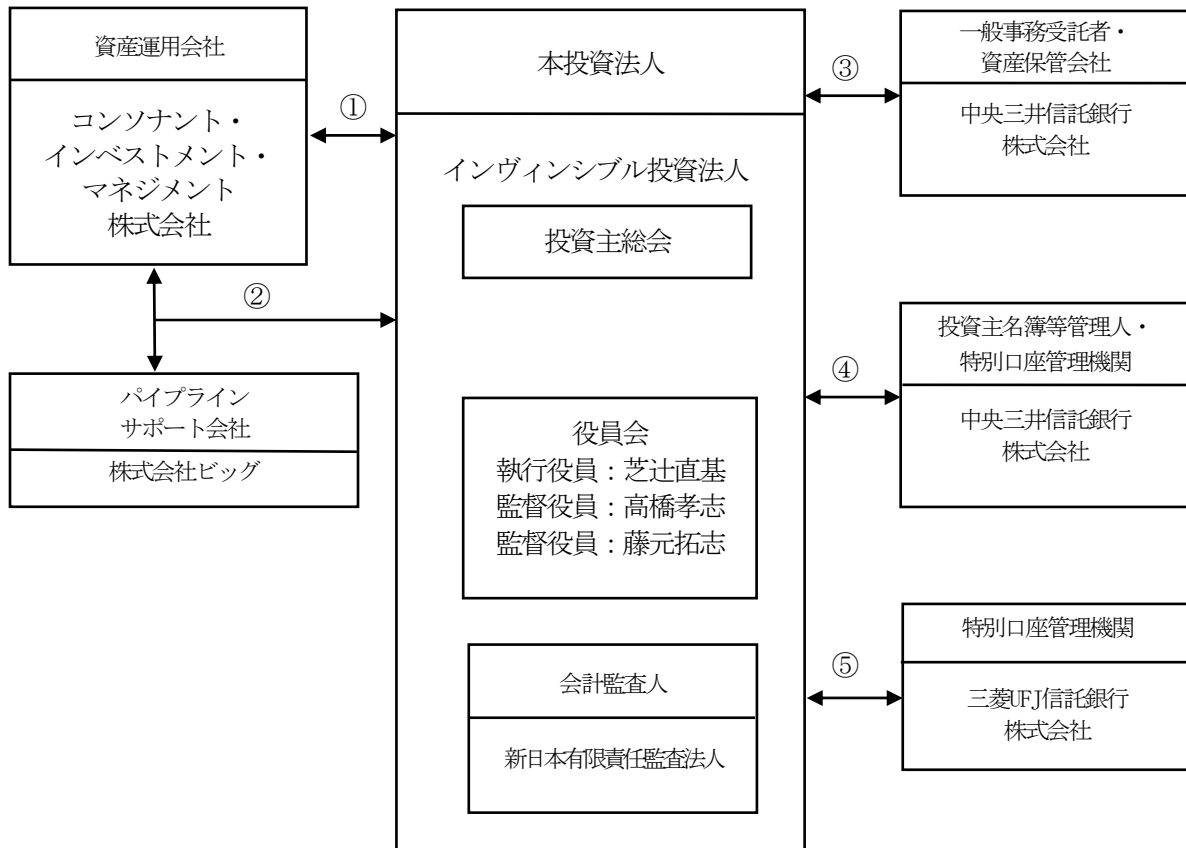 資産運用会社
コンソナント・
インベストメント・
マネジメント
株式会社
①
②
パイプライン
サポート会社
株式会社ビッグ
本投資法人
インヴィンシブル投資法人
投資主総会
役員会
執行役員：芝辻直基
監督役員：高橋孝志
監督役員：藤元拓志
会計監査人
新日本有限責任監査法人
③
一般事務受託者・
資産保管会社
中央三井信託銀行
株式会社
④
投資主名簿等管理人・
特別口座管理機関
中央三井信託銀行
株式会社
⑤
特別口座管理機関
三菱UFJ信託銀行
株式会社